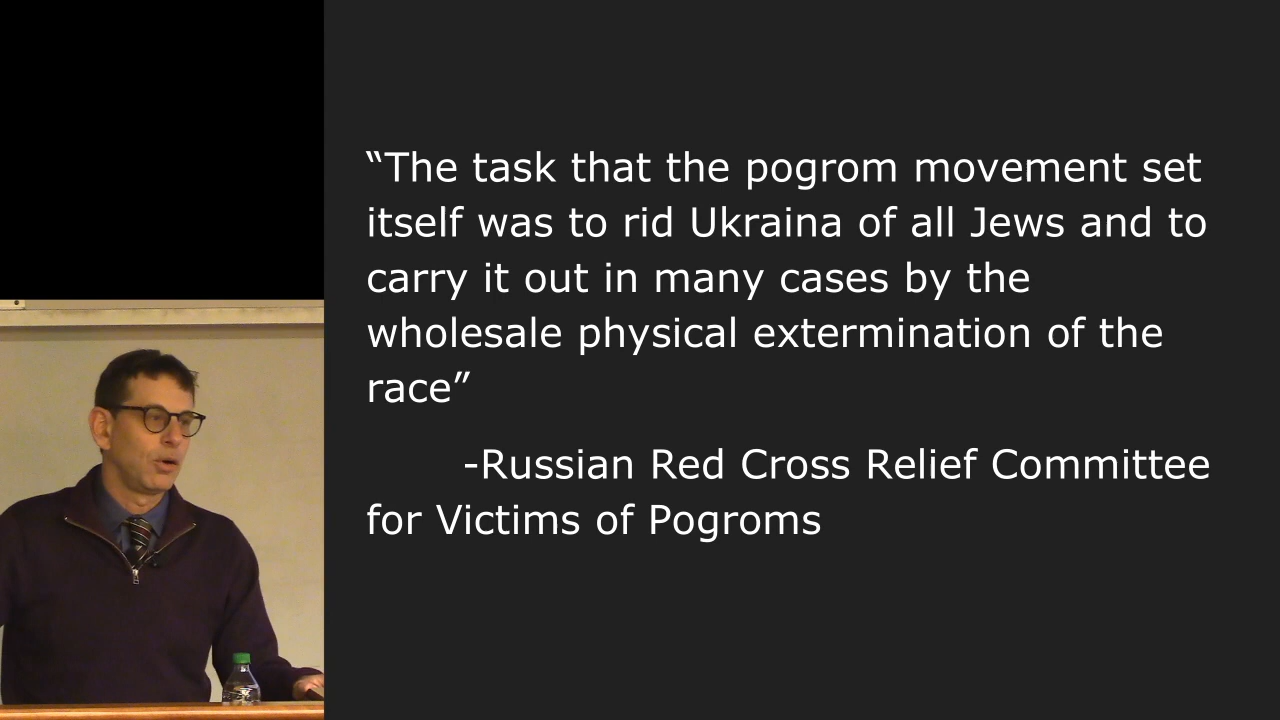 “The task that the pogrom movement set
itself was to rid Ukraina of all Jews and to
carry it out in many cases by the
wholesale physical extermination of the
race”
-Russian Red Cross Relief Committee
for Victims of Pogroms